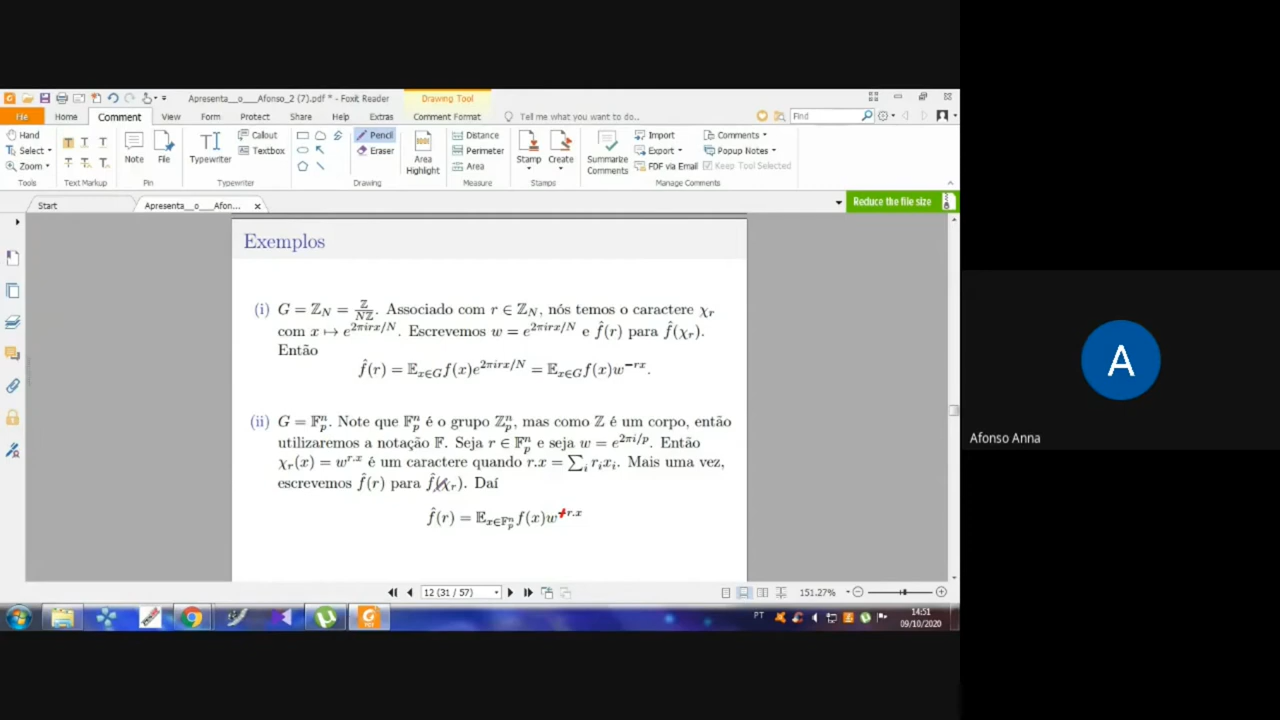 Apresenta__o___Afonso_2 (7).pdf * - Foxit Reader
Drawing Tool
File Home Comment View Form Protect Share Help Extras Comment Format Tell me what you want to do... Find
Hand
Select
Zoom
Tools
Text Markup
Note
File
Pin
Typewriter
Callout
Textbox
Typewriter
Pencil
Eraser
Drawing
Area Highlight
Distance
Perimeter
Area
Measure
Stamp
Create
Stamps
Summarize Comments
Import
Export
FDF via Email
Comments
Popup Notes
Keep Tool Selected
Manage Comments
Start
Apresenta__o___Afon...
Reduce the file size
Exemplos
(i) G = ℤ_N = ℤ/Nℤ. Associado com r ∈ ℤ_N, nós temos o caractere χ_r
com x ↦ e^{2πirx/N}. Escrevemos w = e^{2πirx/N} e f̂(r) para f̂(χ_r).
Então
f̂(r) = 𝔼_{x∈G} f(x)e^{2πirx/N} = 𝔼_{x∈G} f(x)w^{−rx}.
(ii) G = 𝔽_p^n. Note que 𝔽_p^n é o grupo ℤ_p^n, mas como ℤ é um corpo, então
utilizaremos a notação 𝔽. Seja r ∈ 𝔽_p^n e seja w = e^{2πi/p}. Então
χ_r(x) = w^{r.x} é um caractere quando r.x = ∑_i r_i x_i. Mais uma vez,
escrevemos f̂(r) para f̂(χ_r). Daí
f̂(r) = 𝔼_{x∈𝔽_p^n} f(x)w^{+r.x}
12 (31 / 57)
151.27%
PT
14:51
09/10/2020
A
Afonso Anna